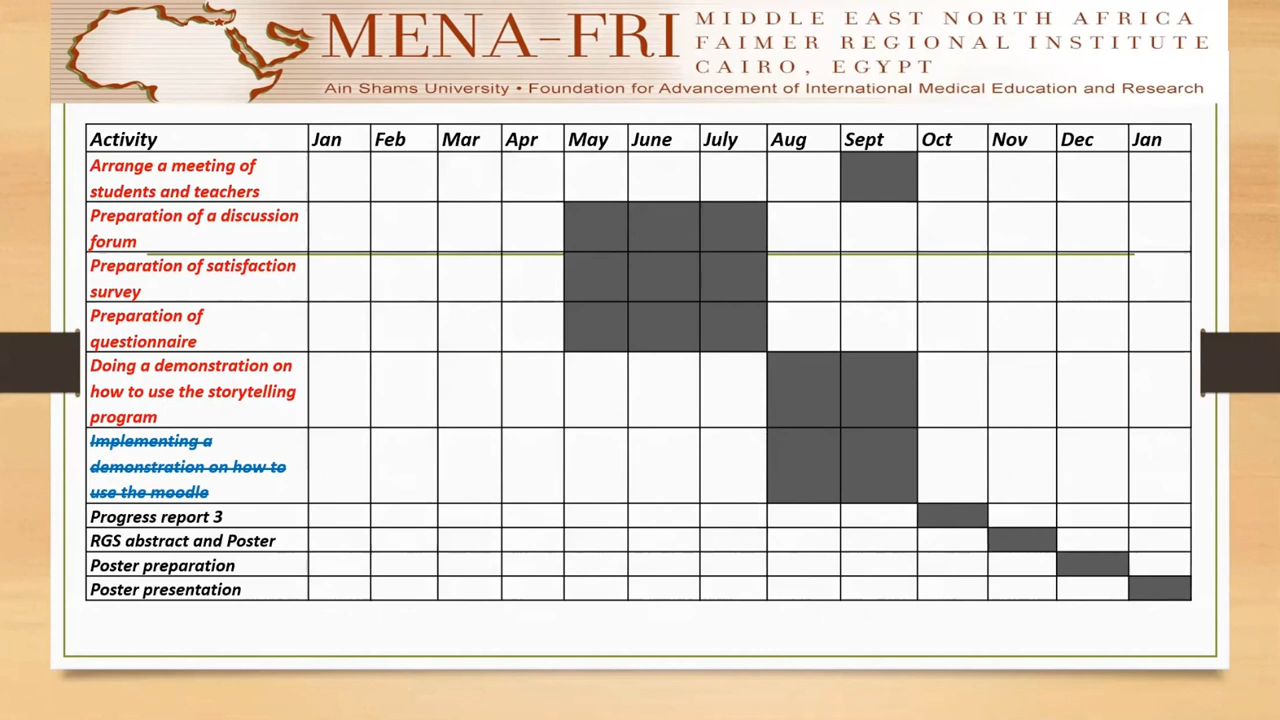 MENA-FRI
MIDDLE EAST NORTH AFRICA
FAIMER REGIONAL INSTITUTE
CAIRO, EGYPT
Ain Shams University • Foundation for Advancement of International Medical Education and Research
Activity Jan Feb Mar Apr May June July Aug Sept Oct Nov Dec Jan
Arrange a meeting of
students and teachers
Preparation of a discussion
forum
Preparation of satisfaction
survey
Preparation of
questionnaire
Doing a demonstration on
how to use the storytelling
program
Implementing a
demonstration on how to
use the moodle
Progress report 3
RGS abstract and Poster
Poster preparation
Poster presentation